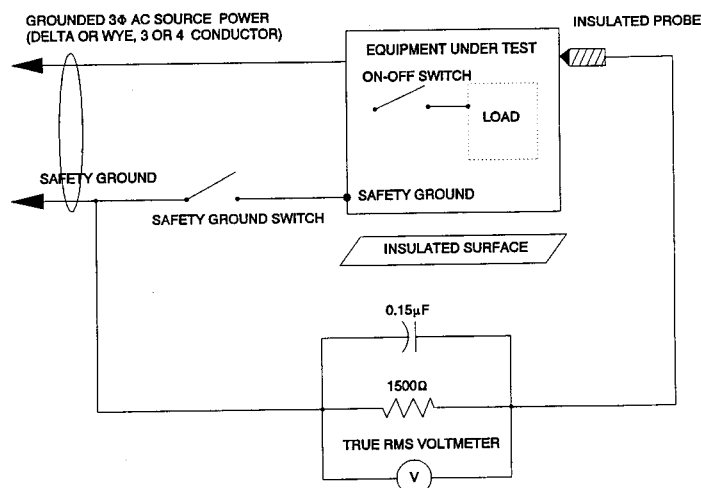 GROUNDED 3Φ AC SOURCE POWER
(DELTA OR WYE, 3 OR 4 CONDUCTOR)
INSULATED PROBE
EQUIPMENT UNDER TEST
ON-OFF SWITCH
LOAD
SAFETY GROUND
SAFETY GROUND
SAFETY GROUND SWITCH
INSULATED SURFACE
0.15µF
1500Ω
TRUE RMS VOLTMETER
V